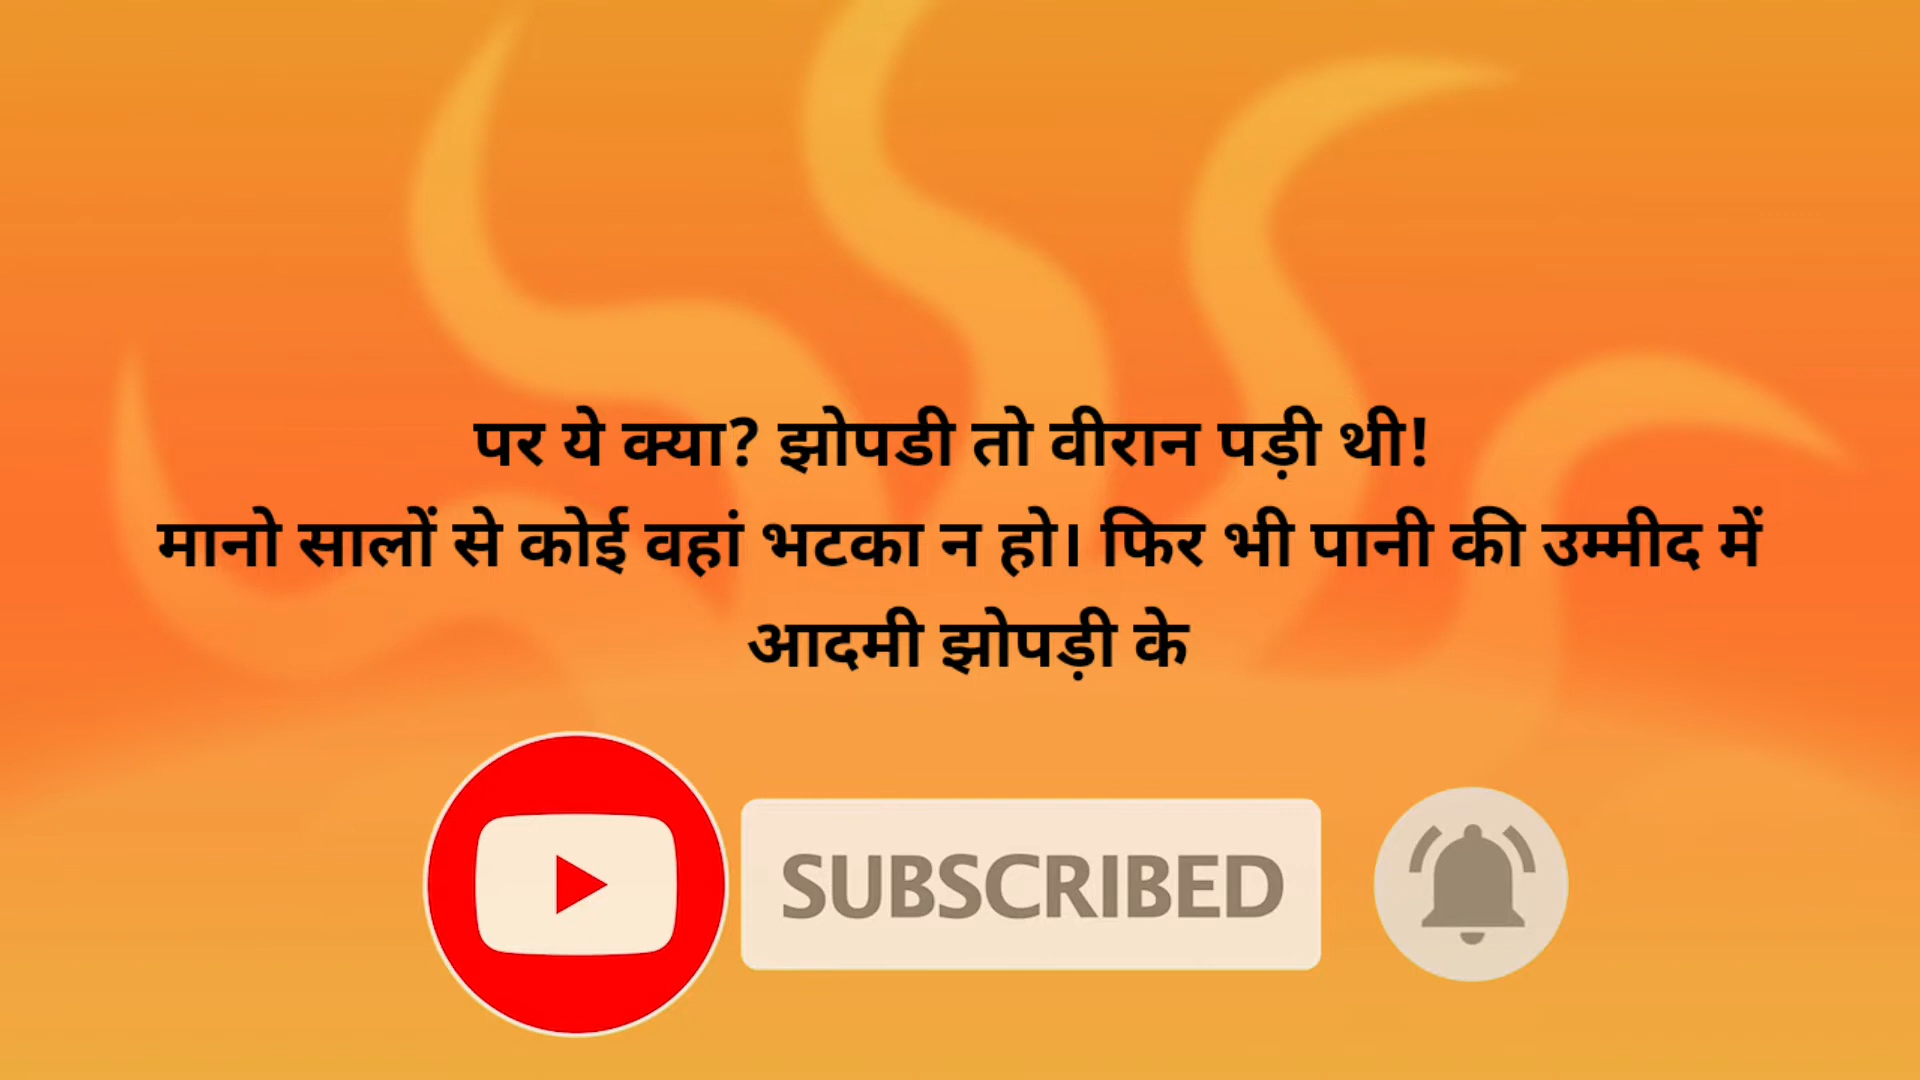 पर ये क्या? झोपडी तो वीरान पड़ी थी!
मानो सालों से कोई वहां भटका न हो। फिर भी पानी की उम्मीद में
आदमी झोपड़ी के
SUBSCRIBED